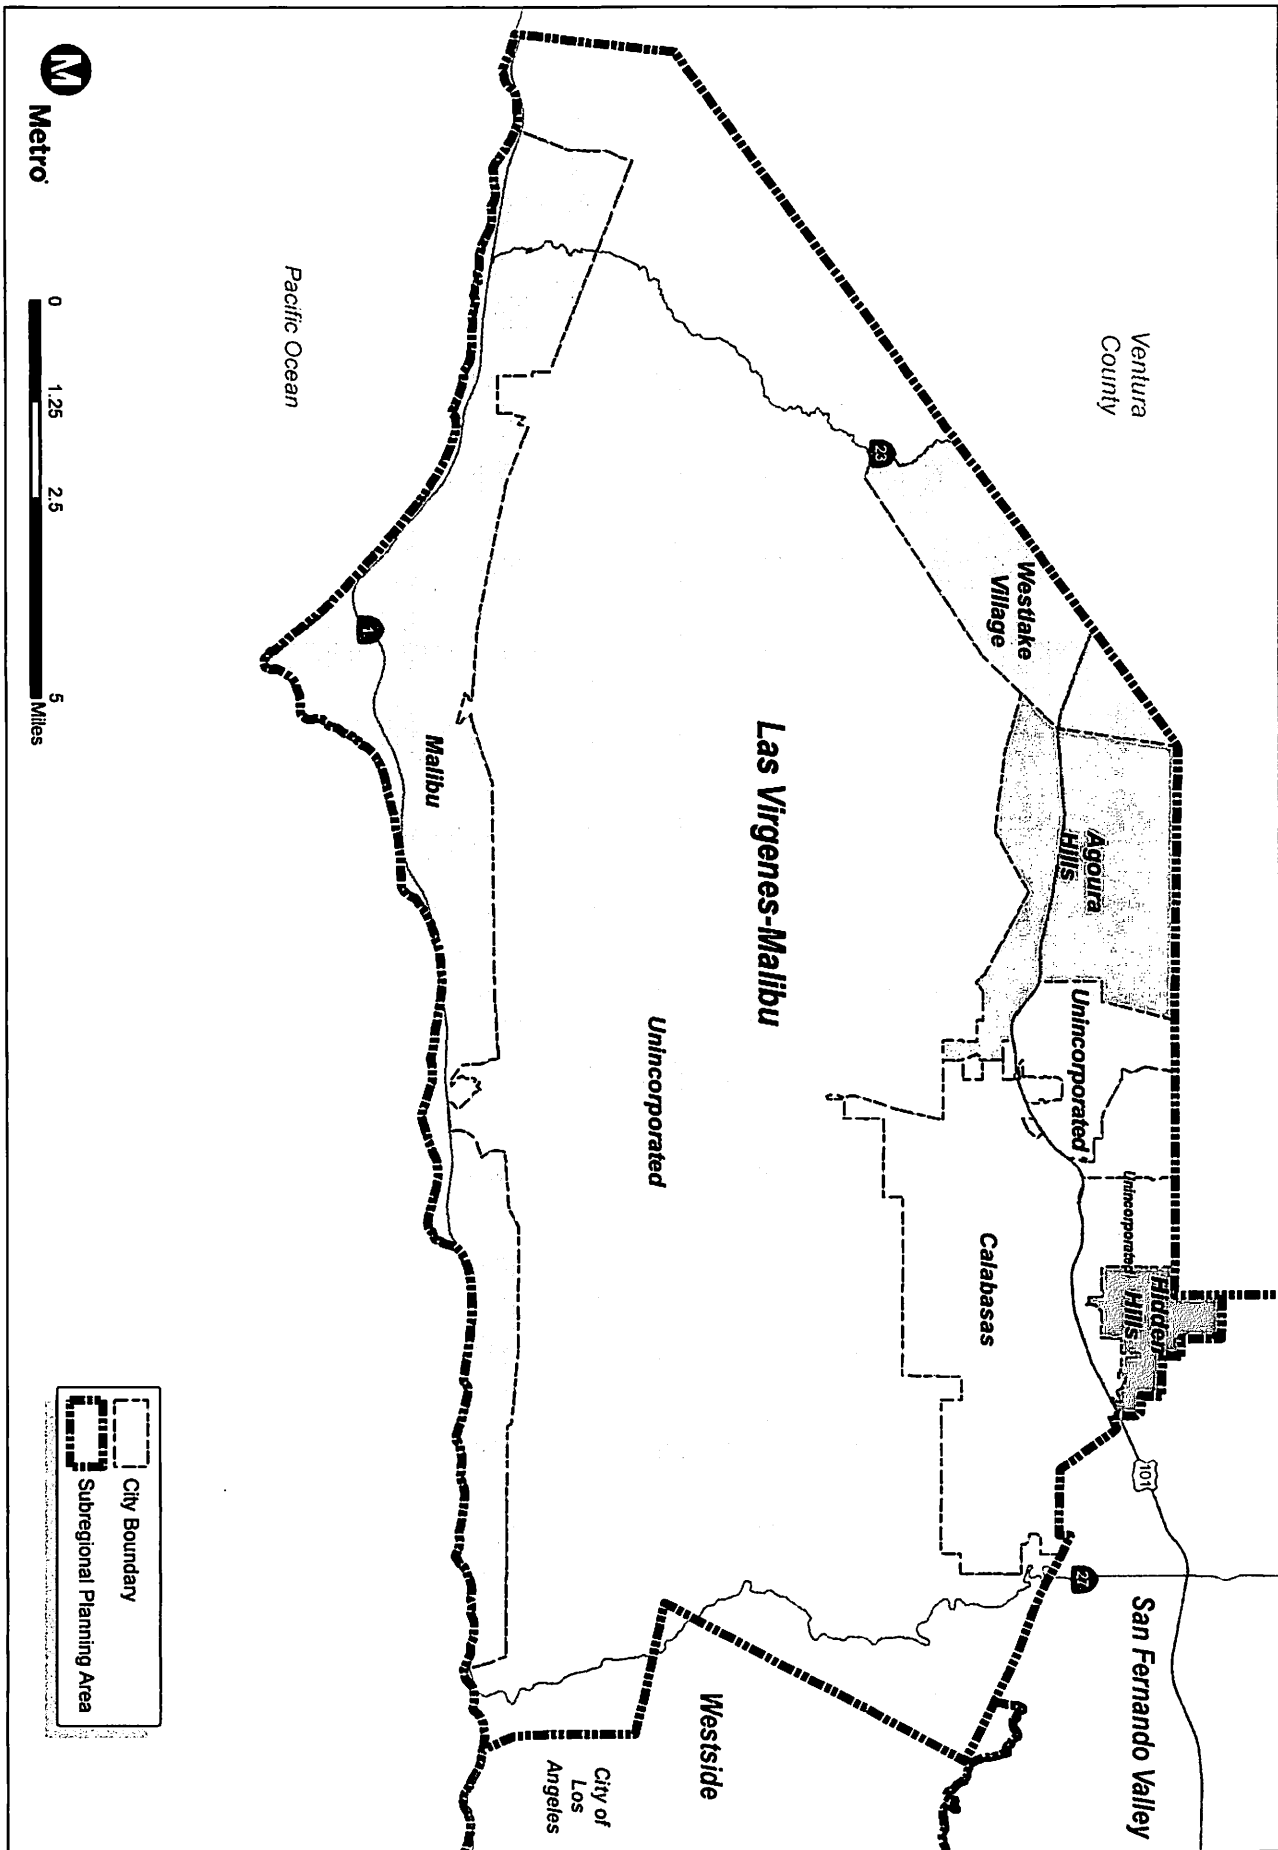 Ventura
County
San Fernando Valley
Hidden
Hills
Unincorporated
101
27
Agoura
Hills
Unincorporated
Westlake
Village
Calabasas
23
Las Virgenes-Malibu
Westside
Unincorporated
City of
Los
Angeles
Malibu
1
Pacific Ocean
City Boundary
Subregional Planning Area
M
Metro
0 1.25 2.5 5
Miles